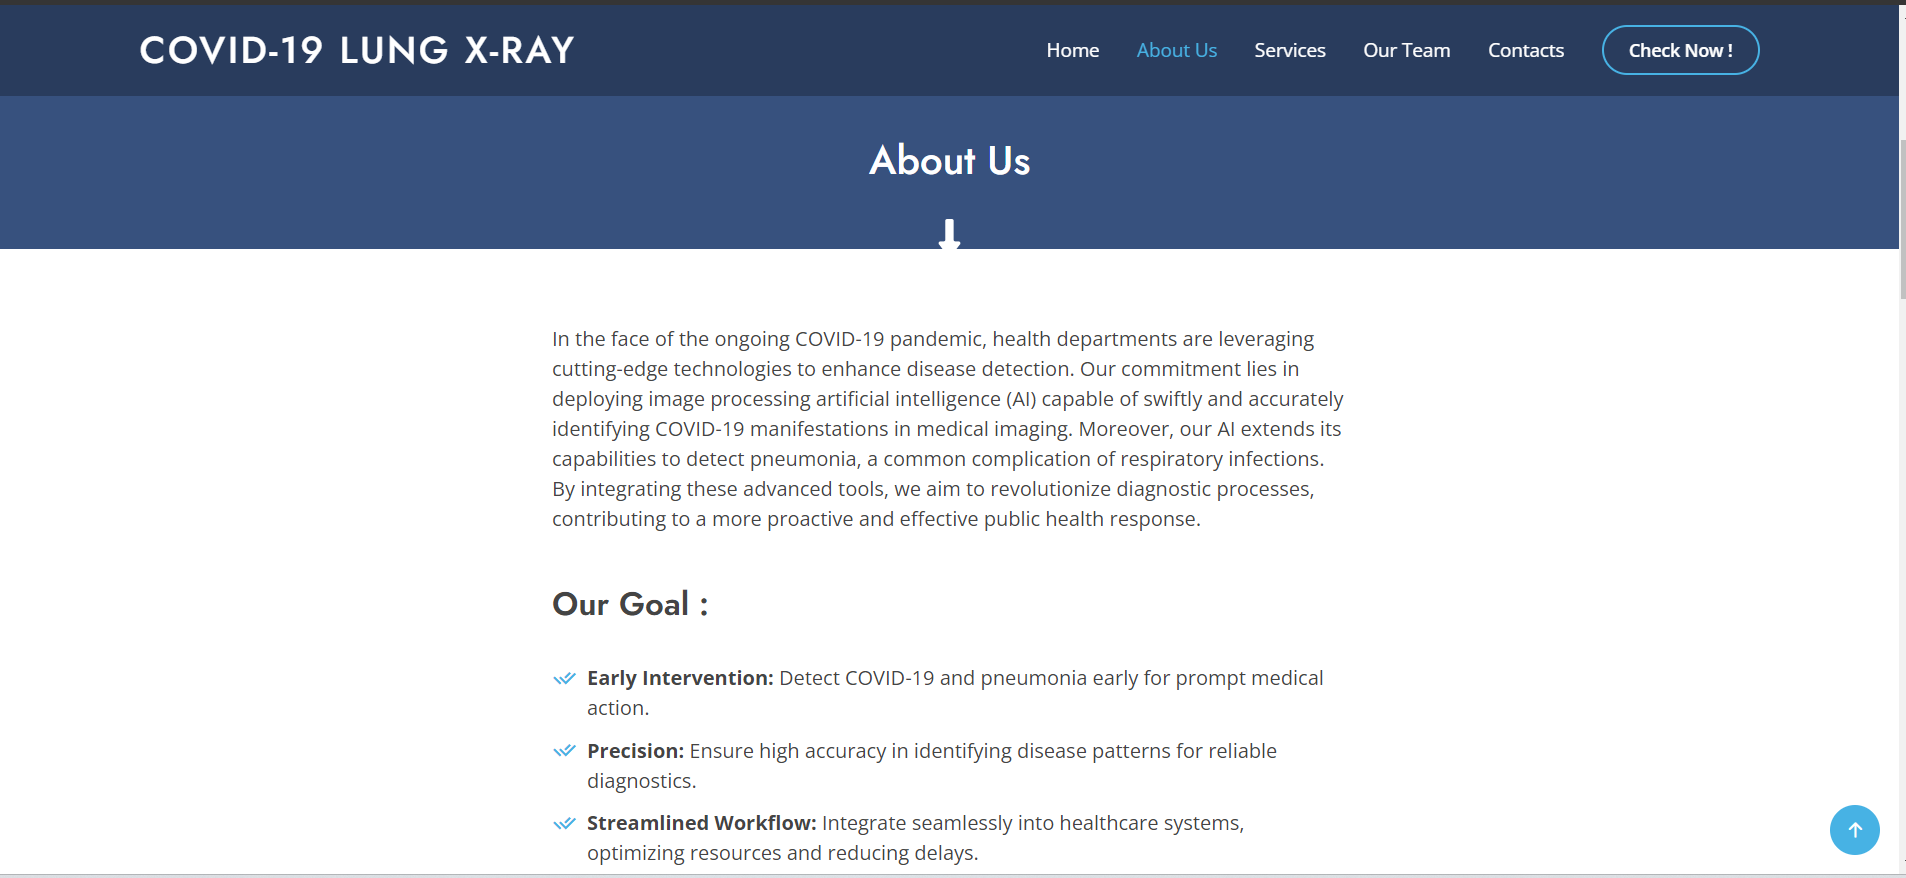 COVID-19 LUNG X-RAY
Home About Us Services Our Team Contacts Check Now !
About Us
In the face of the ongoing COVID-19 pandemic, health departments are leveraging
cutting-edge technologies to enhance disease detection. Our commitment lies in
deploying image processing artificial intelligence (AI) capable of swiftly and accurately
identifying COVID-19 manifestations in medical imaging. Moreover, our AI extends its
capabilities to detect pneumonia, a common complication of respiratory infections.
By integrating these advanced tools, we aim to revolutionize diagnostic processes,
contributing to a more proactive and effective public health response.
Our Goal :
Early Intervention: Detect COVID-19 and pneumonia early for prompt medical
action.
Precision: Ensure high accuracy in identifying disease patterns for reliable
diagnostics.
Streamlined Workflow: Integrate seamlessly into healthcare systems,
optimizing resources and reducing delays.